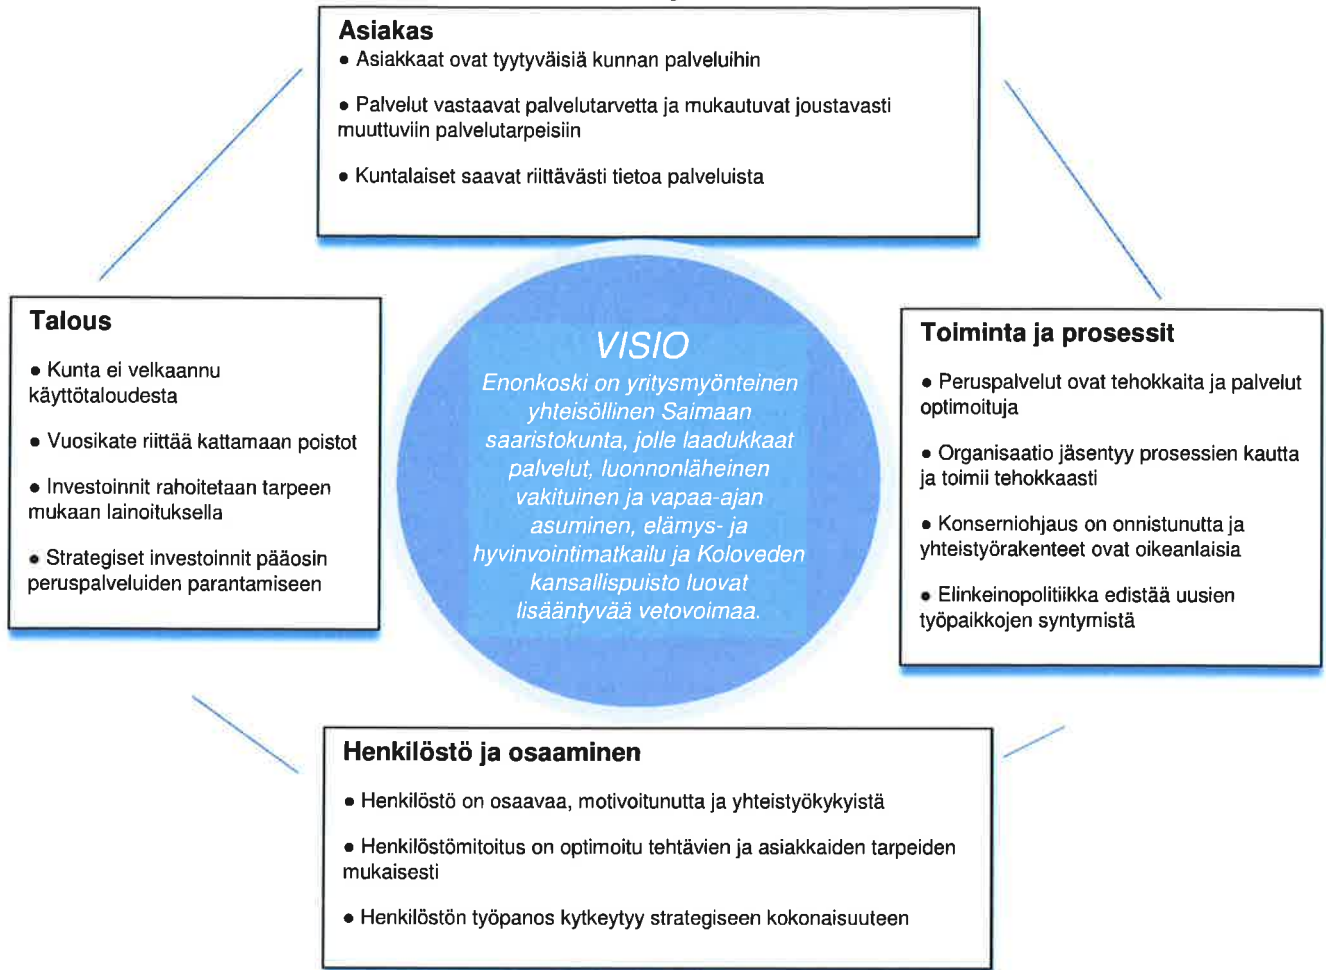 Asiakas
• Asiakkaat ovat tyytyväisiä kunnan palveluihin
• Palvelut vastaavat palvelutarvetta ja mukautuvat joustavasti
muuttuviin palvelutarpeisiin
• Kuntalaiset saavat riittävästi tietoa palveluista
Talous
• Kunta ei velkaannu
käyttötaloudesta
• Vuosikate riittää kattamaan poistot
• Investoinnit rahoitetaan tarpeen
mukaan lainoituksella
• Strategiset investoinnit pääosin
peruspalveluiden parantamiseen
VISIO
Enonkoski on yritysmyönteinen
yhteisöllinen Saimaan
saaristokunta, jolle laadukkaat
palvelut, luonnonläheinen
vakituinen ja vapaa-ajan
asuminen, elämys- ja
hyvinvointimatkailu ja Koloveden
kansallispuisto luovat
lisääntyvää vetovoimaa.
Toiminta ja prosessit
• Peruspalvelut ovat tehokkaita ja palvelut
optimoituja
• Organisaatio jäsentyy prosessien kautta
ja toimii tehokkaasti
• Konserniohjaus on onnistunutta ja
yhteistyörakenteet ovat oikeanlaisia
• Elinkeinopolitiikka edistää uusien
työpaikkojen syntymistä
Henkilöstö ja osaaminen
• Henkilöstö on osaavaa, motivoitunutta ja yhteistyökykyistä
• Henkilöstömitoitus on optimoitu tehtävien ja asiakkaiden tarpeiden
mukaisesti
• Henkilöstön työpanos kytkeytyy strategiseen kokonaisuuteen